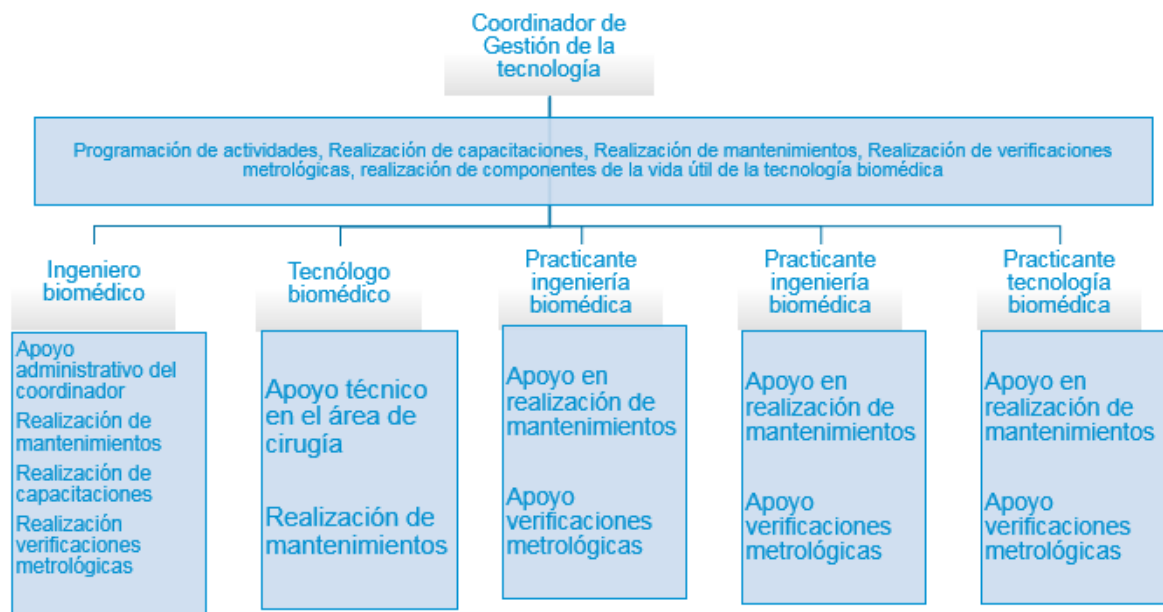 Coordinador de
Gestión de la
tecnología
Programación de actividades, Realización de capacitaciones, Realización de mantenimientos, Realización de verificaciones
metrológicas, realización de componentes de la vida útil de la tecnología biomédica
Ingeniero
biomédico
Apoyo
administrativo del
coordinador
Realización de
mantenimientos
Realización de
capacitaciones
Realización
verificaciones
metrológicas
Tecnólogo
biomédico
Apoyo técnico
en el área de
cirugía
Realización de
mantenimientos
Practicante
ingeniería
biomédica
Apoyo en
realización de
mantenimientos
Apoyo
verificaciones
metrológicas
Practicante
ingeniería
biomédica
Apoyo en
realización de
mantenimientos
Apoyo
verificaciones
metrológicas
Practicante
tecnología
biomédica
Apoyo en
realización de
mantenimientos
Apoyo
verificaciones
metrológicas